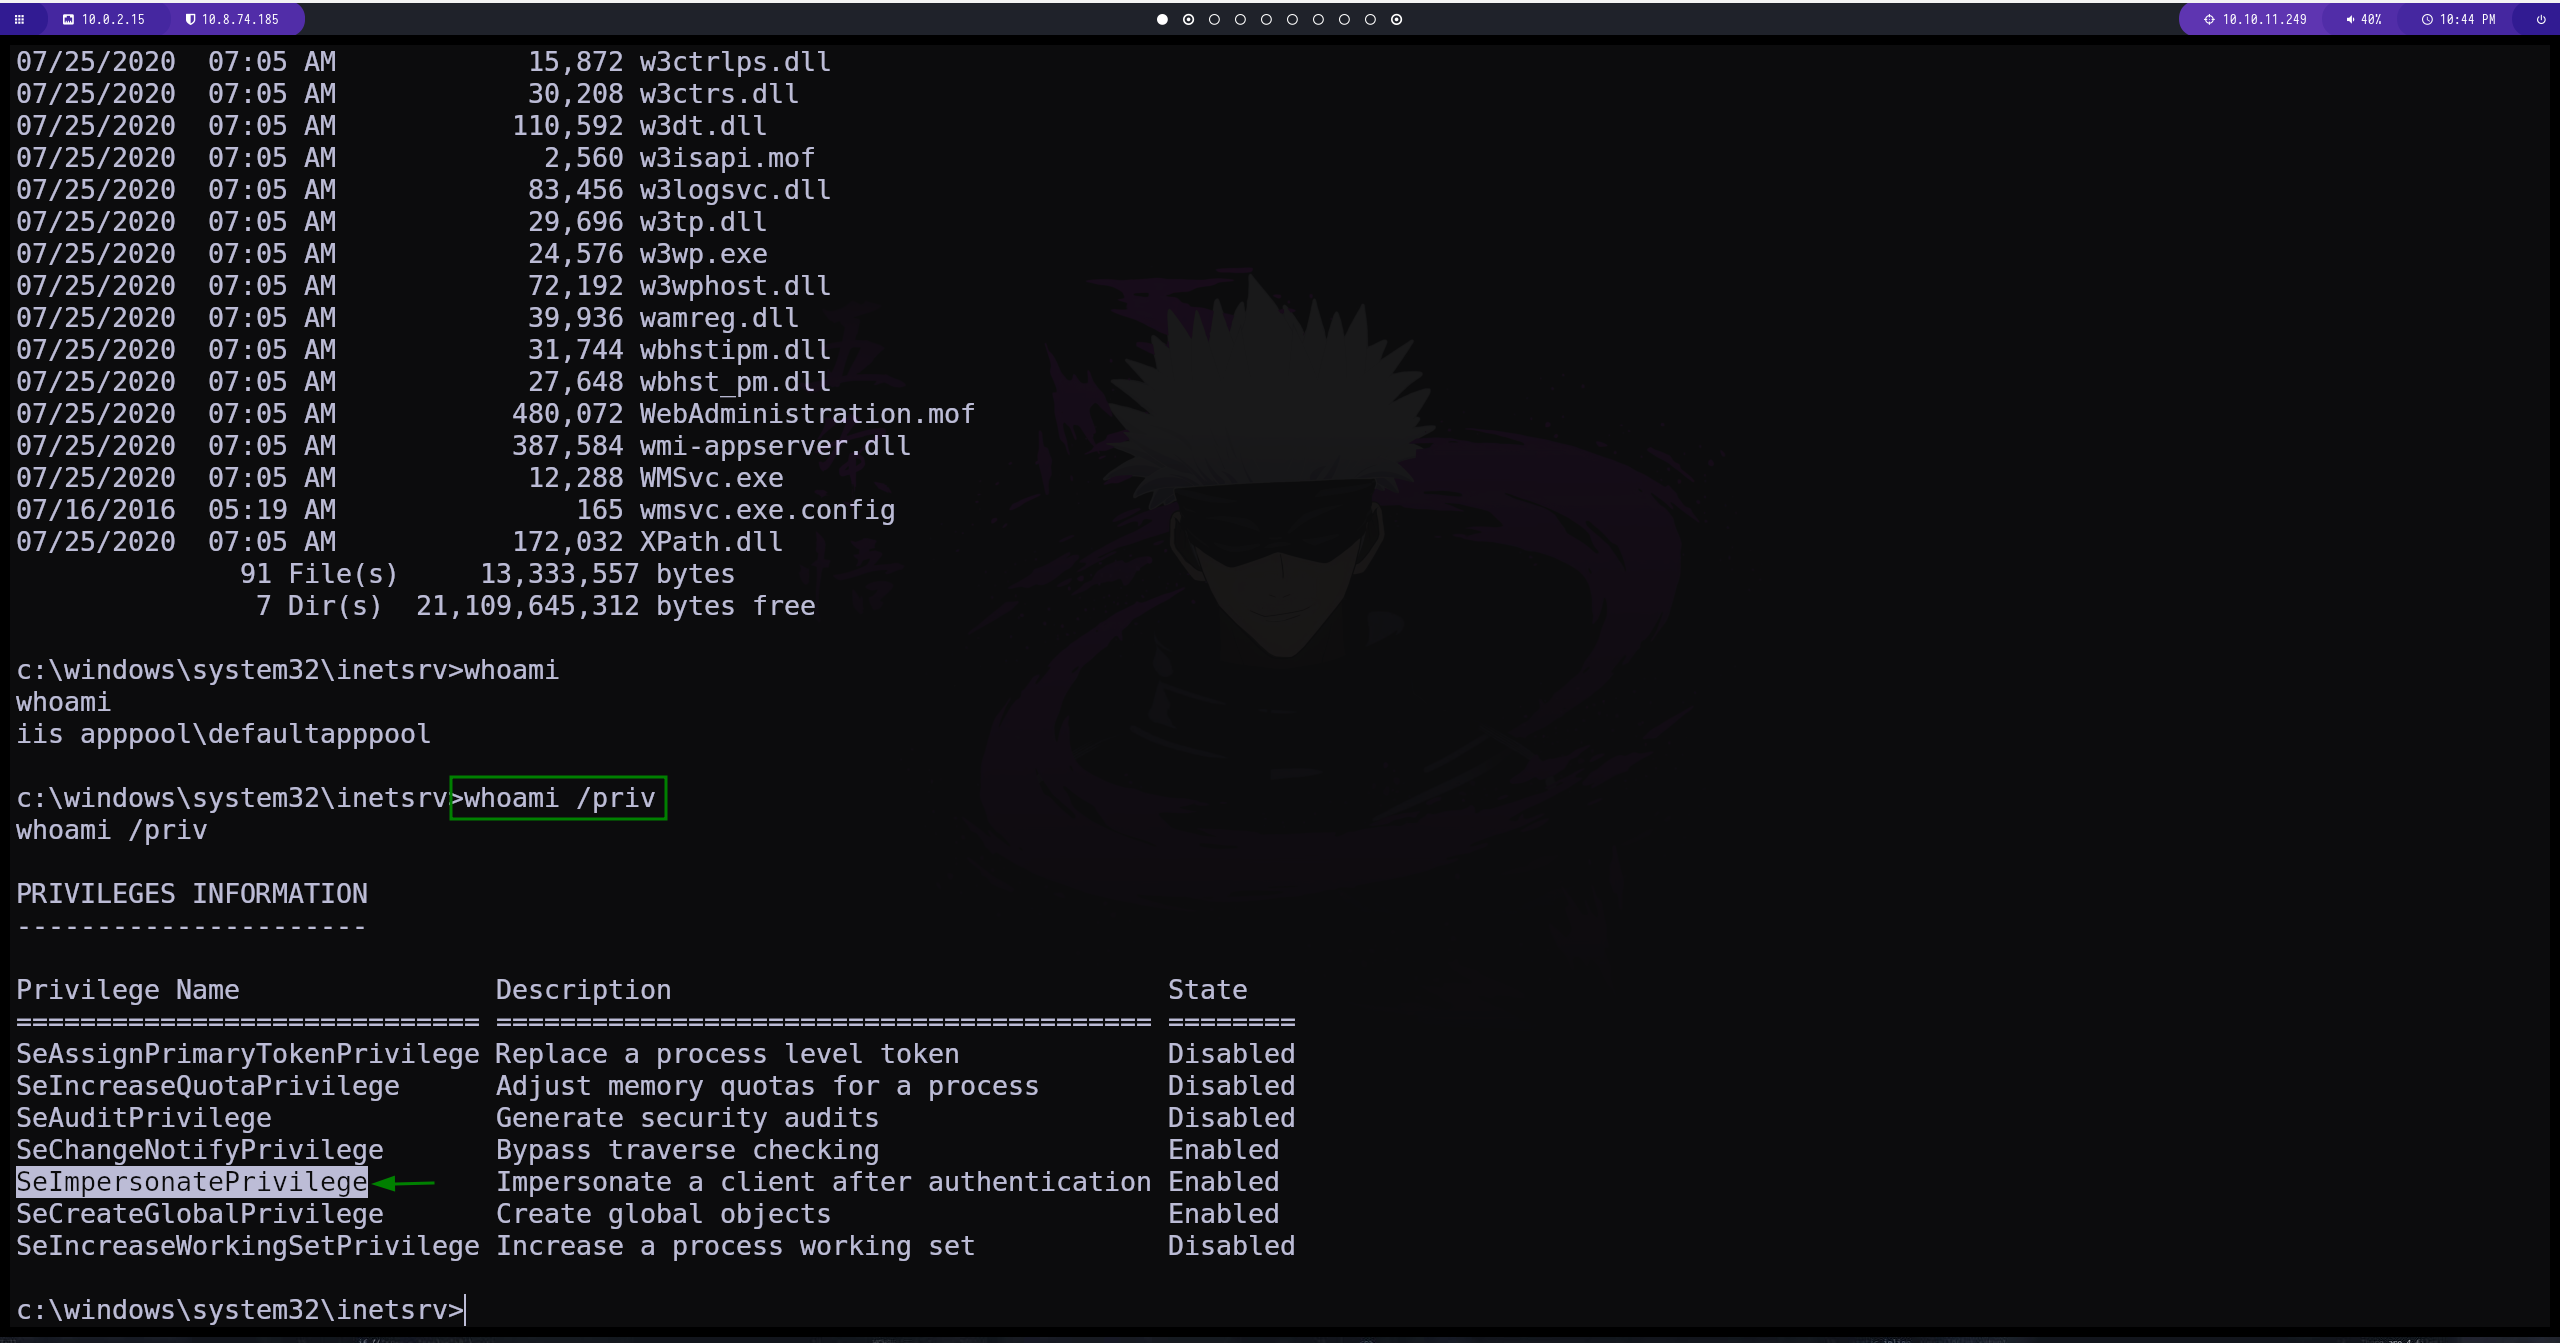 10.0.2.15 10.8.74.185 10.10.11.249 40% 10:44 PM
07/25/2020  07:05 AM            15,872 w3ctrlps.dll
07/25/2020  07:05 AM            30,208 w3ctrs.dll
07/25/2020  07:05 AM           110,592 w3dt.dll
07/25/2020  07:05 AM             2,560 w3isapi.mof
07/25/2020  07:05 AM            83,456 w3logsvc.dll
07/25/2020  07:05 AM            29,696 w3tp.dll
07/25/2020  07:05 AM            24,576 w3wp.exe
07/25/2020  07:05 AM            72,192 w3wphost.dll
07/25/2020  07:05 AM            39,936 wamreg.dll
07/25/2020  07:05 AM            31,744 wbhstipm.dll
07/25/2020  07:05 AM            27,648 wbhst_pm.dll
07/25/2020  07:05 AM           480,072 WebAdministration.mof
07/25/2020  07:05 AM           387,584 wmi-appserver.dll
07/25/2020  07:05 AM            12,288 WMSvc.exe
07/16/2016  05:19 AM               165 wmsvc.exe.config
07/25/2020  07:05 AM           172,032 XPath.dll
              91 File(s)     13,333,557 bytes
               7 Dir(s)  21,109,645,312 bytes free
c:\windows\system32\inetsrv>whoami
whoami
iis apppool\defaultapppool
c:\windows\system32\inetsrv>whoami /priv
whoami /priv
PRIVILEGES INFORMATION
----------------------
Privilege Name                Description                               State
============================= ========================================= ========
SeAssignPrimaryTokenPrivilege Replace a process level token             Disabled
SeIncreaseQuotaPrivilege      Adjust memory quotas for a process        Disabled
SeAuditPrivilege              Generate security audits                  Disabled
SeChangeNotifyPrivilege       Bypass traverse checking                  Enabled
SeImpersonatePrivilege        Impersonate a client after authentication Enabled
SeCreateGlobalPrivilege       Create global objects                     Enabled
SeIncreaseWorkingSetPrivilege Increase a process working set            Disabled
c:\windows\system32\inetsrv>